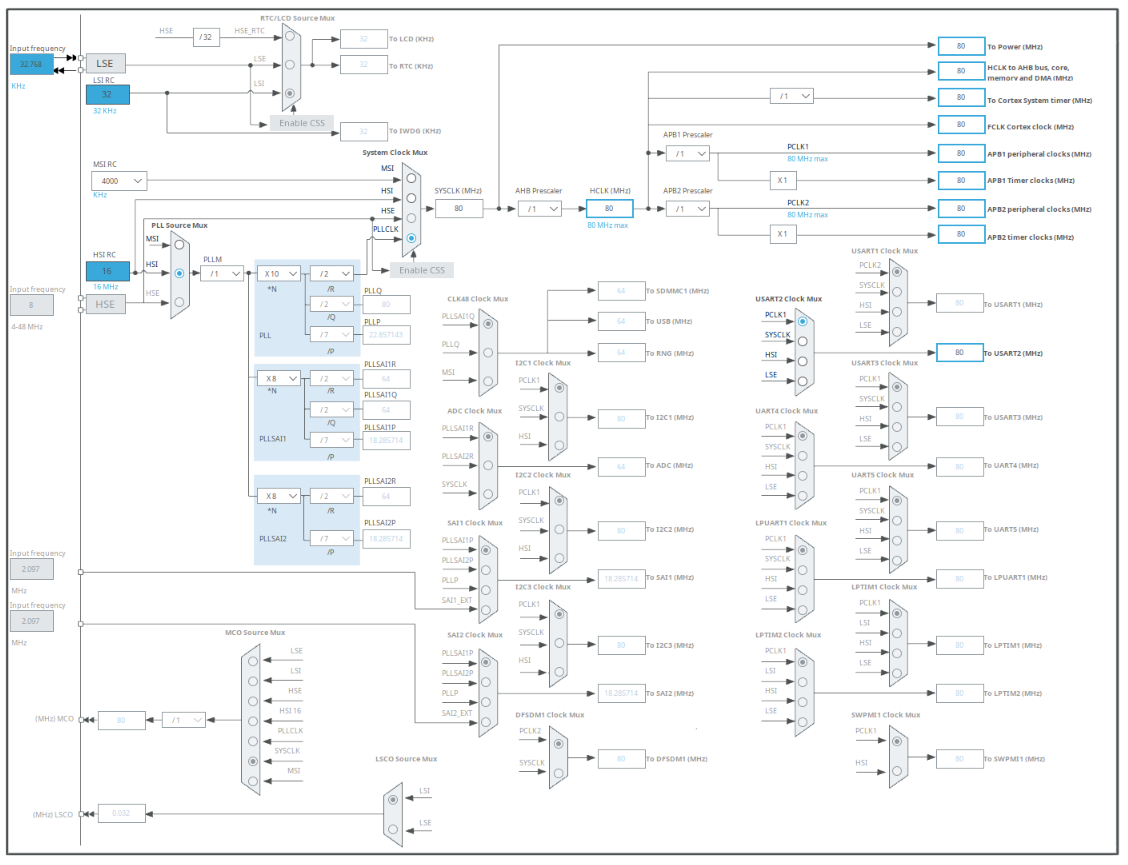 RTC/LCD Source Mux
HSE
/ 32
HSE_RTC
32
To LCD (KHz)
Input frequency
32.768
KHz
LSE
LSE
32
To RTC (KHz)
LSI RC
32
32 KHz
LSI
Enable CSS
32
To IWDG (KHz)
80
To Power (MHz)
80
HCLK to AHB bus, core,
memory and DMA (MHz)
/ 1
80
To Cortex System timer (MHz)
80
FCLK Cortex clock (MHz)
System Clock Mux
MSI RC
4000
KHz
MSI
HSI
HSE
PLLCLK
Enable CSS
SYSCLK (MHz)
80
AHB Prescaler
/ 1
HCLK (MHz)
80
80 MHz max
APB1 Prescaler
/ 1
PCLK1
80 MHz max
80
APB1 peripheral clocks (MHz)
X 1
80
APB1 Timer clocks (MHz)
APB2 Prescaler
/ 1
PCLK2
80 MHz max
80
APB2 peripheral clocks (MHz)
X 1
80
APB2 timer clocks (MHz)
PLL Source Mux
MSI
HSI
HSE
HSI RC
16
16 MHz
Input frequency
8
4-48 MHz
HSE
PLLM
/ 1
X 10
*N
/ 2
/R
PLLQ
/ 2
80
/Q
PLLP
/ 7
22.857143
/P
PLL
X 8
*N
PLLSAI1R
/ 2
64
/R
PLLSAI1Q
/ 2
64
/Q
PLLSAI1P
/ 7
18.285714
/P
PLLSAI1
X 8
*N
PLLSAI2R
/ 2
64
/R
PLLSAI2P
/ 7
18.285714
/P
PLLSAI2
CLK48 Clock Mux
PLLSAI1Q
PLLQ
MSI
64
To SDMMC1 (MHz)
64
To USB (MHz)
64
To RNG (MHz)
I2C1 Clock Mux
PCLK1
SYSCLK
HSI
80
To I2C1 (MHz)
ADC Clock Mux
PLLSAI1R
PLLSAI2R
SYSCLK
64
To ADC (MHz)
I2C2 Clock Mux
PCLK1
SYSCLK
HSI
80
To I2C2 (MHz)
SAI1 Clock Mux
PLLSAI1P
PLLSAI2P
PLLP
SAI1_EXT
18.285714
To SAI1 (MHz)
I2C3 Clock Mux
PCLK1
SYSCLK
HSI
80
To I2C3 (MHz)
SAI2 Clock Mux
PLLSAI1P
PLLSAI2P
PLLP
SAI2_EXT
18.285714
To SAI2 (MHz)
DFSDM1 Clock Mux
PCLK2
SYSCLK
80
To DFSDM1 (MHz)
USART1 Clock Mux
PCLK2
SYSCLK
HSI
LSE
80
To USART1 (MHz)
USART2 Clock Mux
PCLK1
SYSCLK
HSI
LSE
80
To USART2 (MHz)
USART3 Clock Mux
PCLK1
SYSCLK
HSI
LSE
80
To USART3 (MHz)
UART4 Clock Mux
PCLK1
SYSCLK
HSI
LSE
80
To UART4 (MHz)
UART5 Clock Mux
PCLK1
SYSCLK
HSI
LSE
80
To UART5 (MHz)
LPUART1 Clock Mux
PCLK1
SYSCLK
HSI
LSE
80
To LPUART1 (MHz)
LPTIM1 Clock Mux
PCLK1
LSI
HSI
LSE
80
To LPTIM1 (MHz)
LPTIM2 Clock Mux
PCLK1
LSI
HSI
LSE
80
To LPTIM2 (MHz)
SWPMI1 Clock Mux
PCLK1
HSI
80
To SWPMI1 (MHz)
Input frequency
2.097
MHz
Input frequency
2.097
MHz
MCO Source Mux
LSE
LSI
HSE
HSI 16
PLLCLK
SYSCLK
MSI
(MHz) MCO
80
/ 1
LSCO Source Mux
LSI
LSE
(MHz) LSCO
0.032